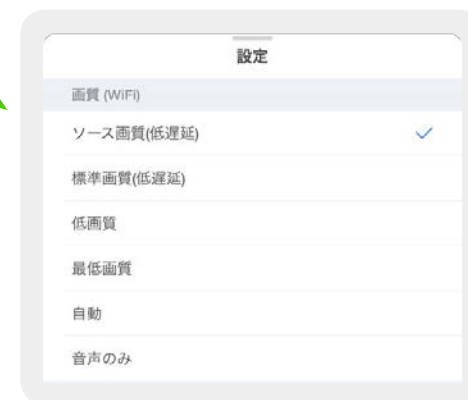 設定
画質 (WiFi)
ソース画質(低遅延)
標準画質(低遅延)
低画質
最低画質
自動
音声のみ